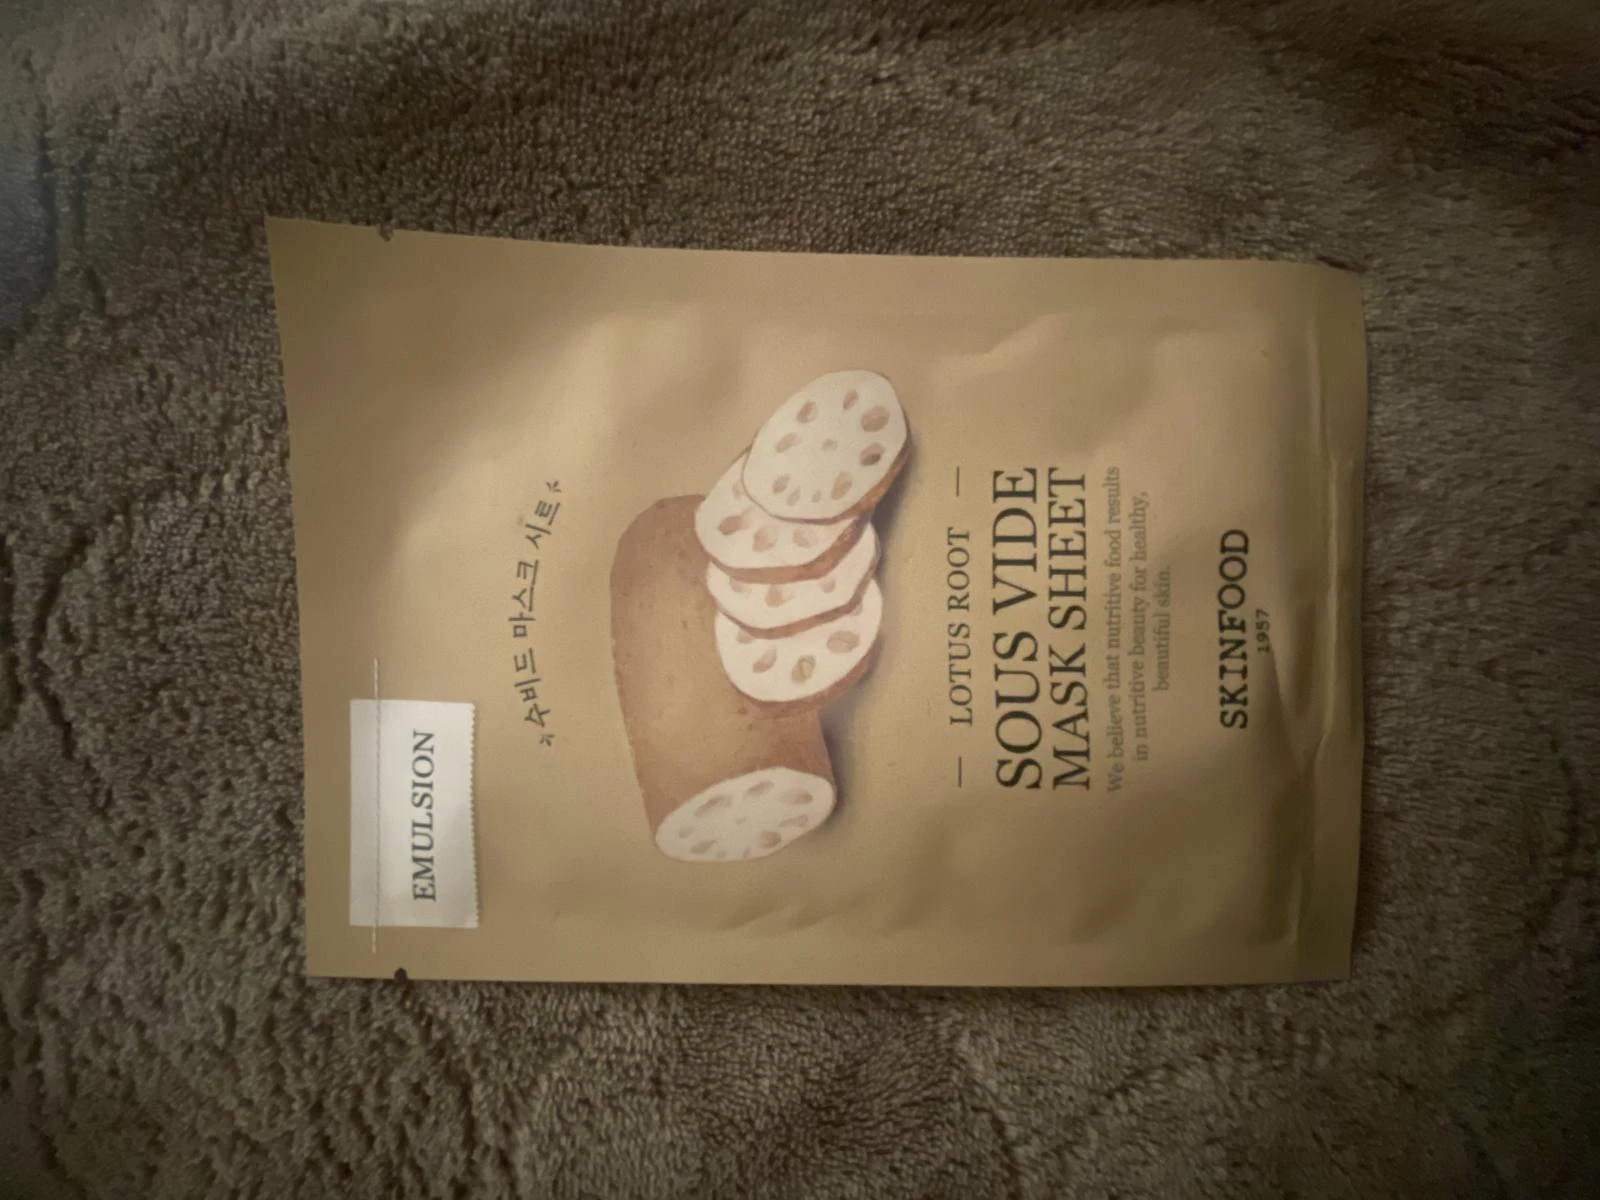 EMULSION
수비드 마스크 시트
LOTUS ROOT
SOUS VIDE
MASK SHEET
We believe that nutritive food results
in nutritive beauty for healthy,
beautiful skin.
SKINFOOD
1957